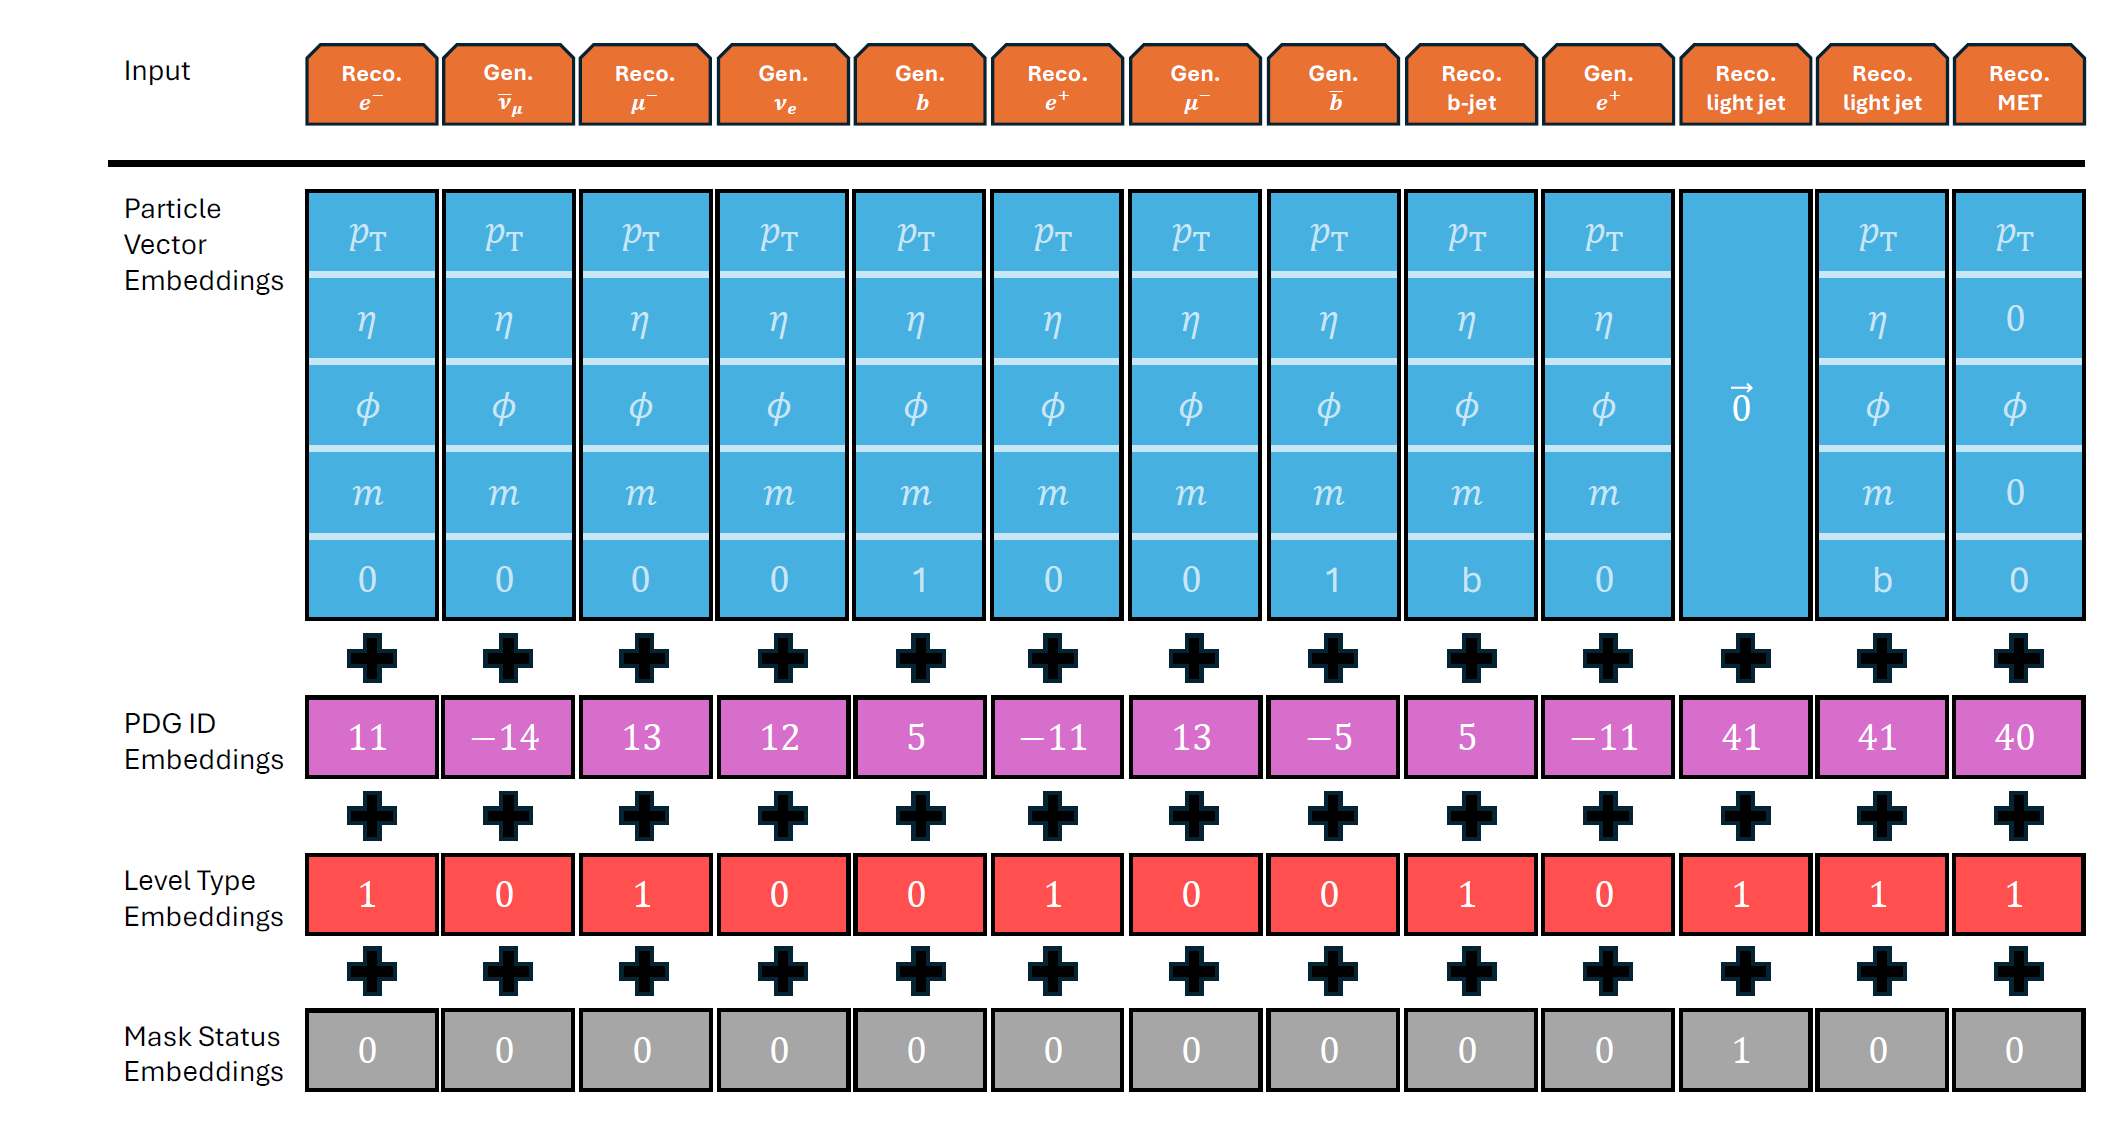 Input
Reco. Gen. Reco. Gen. Gen. Reco. Gen. Gen. Reco. Gen. Reco. Reco. Reco.
e⁻ ν̅_μ μ⁻ ν_e b e⁺ μ⁻ b̅ b-jet e⁺ light jet light jet MET
Particle
Vector
Embeddings
p_T p_T p_T p_T p_T p_T p_T p_T p_T p_T p_T p_T
η η η η η η η η η η η 0
ϕ ϕ ϕ ϕ ϕ ϕ ϕ ϕ ϕ ϕ 0⃗ ϕ ϕ
m m m m m m m m m m m 0
0 0 0 0 1 0 0 1 b 0 b 0
PDG ID
Embeddings
11 −14 13 12 5 −11 13 −5 5 −11 41 41 40
Level Type
Embeddings
1 0 1 0 0 1 0 0 1 0 1 1 1
Mask Status
Embeddings
0 0 0 0 0 0 0 0 0 0 1 0 0